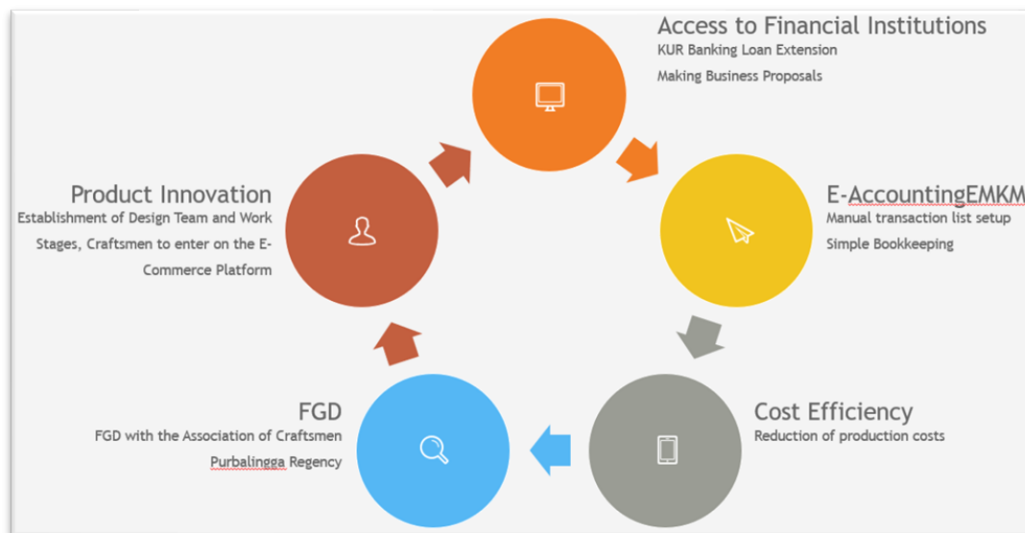 Access to Financial Institutions
KUR Banking Loan Extension
Making Business Proposals
E-AccountingEMKM
Manual transaction list setup
Simple Bookkeeping
Cost Efficiency
Reduction of production costs
FGD
FGD with the Association of Craftsmen
Purbalingga Regency
Product Innovation
Establishment of Design Team and Work
Stages, Craftsmen to enter on the E-
Commerce Platform